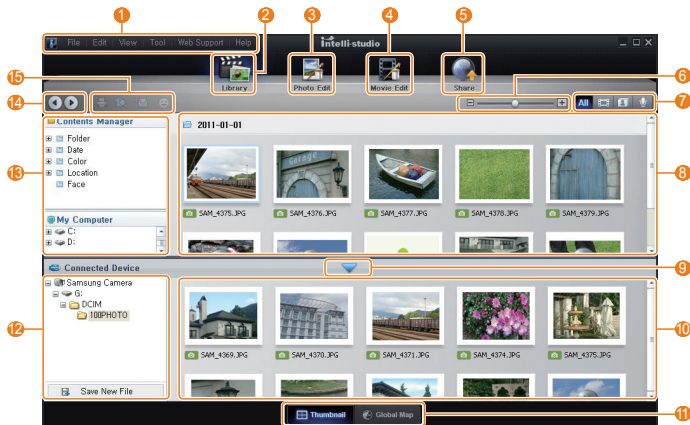 1 2 3 4 5
File Edit View Tool Web Support Help
intelli-studio
Library
Photo Edit
Movie Edit
Share
15
6
14
7
All
Contents Manager
2011-01-01
Folder
Date
Color
Location
Face
13
8
SAM_4375.JPG SAM_4376.JPG SAM_4377.JPG SAM_4378.JPG SAM_4379.JPG
My Computer
C:
D:
Connected Device
9
Samsung Camera
G:
DCIM
100PHOTO
12
10
SAM_4369.JPG SAM_4370.JPG SAM_4371.JPG SAM_4374.JPG SAM_4375.JPG
Save New File
Thumbnail Global Map
11